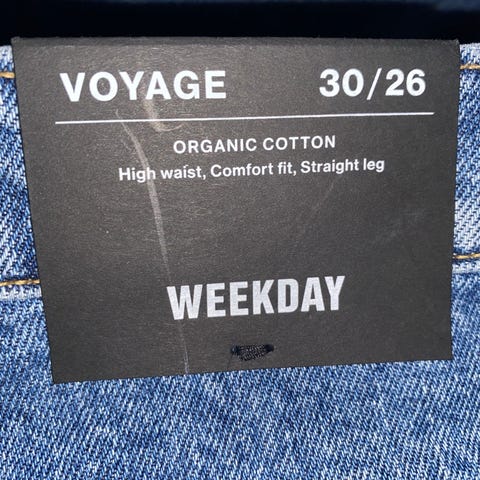 VOYAGE 30/26
ORGANIC COTTON
High waist, Comfort fit, Straight leg
WEEKDAY